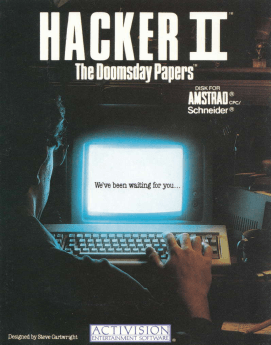 HACKER II™
The Doomsday Papers™
DISK FOR
AMSTRAD® CPC/
Schneider®
We've been waiting for you...
Designed by Steve Cartwright
ACTIVISION
ENTERTAINMENT SOFTWARE